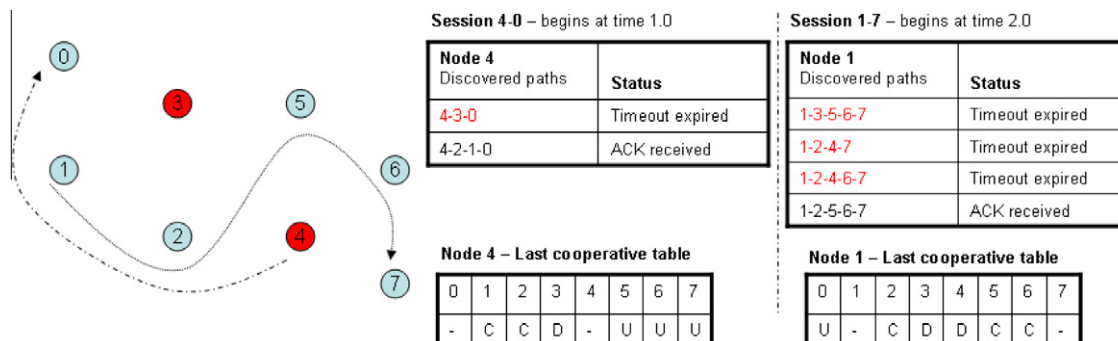 Session 4-0 – begins at time 1.0
Node 4
Discovered paths Status
4-3-0 Timeout expired
4-2-1-0 ACK received
Node 4 – Last cooperative table
0 1 2 3 4 5 6 7
- C C D - U U U
Session 1-7 – begins at time 2.0
Node 1
Discovered paths Status
1-3-5-6-7 Timeout expired
1-2-4-7 Timeout expired
1-2-4-6-7 Timeout expired
1-2-5-6-7 ACK received
Node 1 – Last cooperative table
0 1 2 3 4 5 6 7
U - C D D C C -
0
3
5
1
6
2
4
7